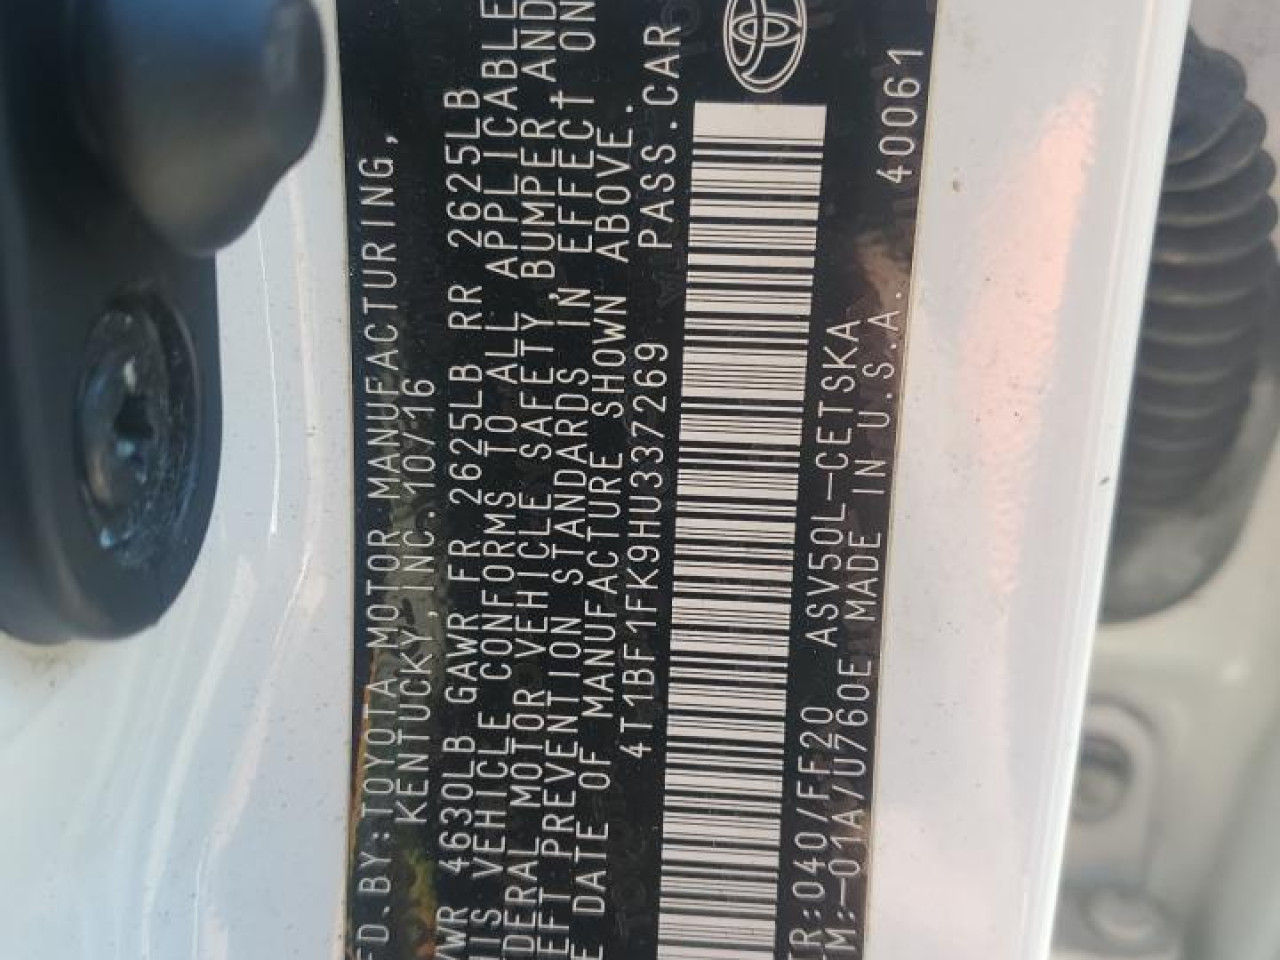 FD.BY:TOYOTA MOTOR MANUFACTURING,
KENTUCKY,INC. 10/16
VWR 4630LB GAWR FR 2625LB RR 2625LB
HIS VEHICLE CONFORMS TO ALL APPLICABLE
DERAL MOTOR VEHICLE SAFETY, BUMPER AND
EFT PREVENTION STANDARDS IN EFFECT ON
E DATE OF MANUFACTURE SHOWN ABOVE.
4T1BF1FK9HU337269 PASS.CAR
TR:040/FF20 ASV50L-CETSKA
M:-01A/U760E MADE IN U.S.A. 40061